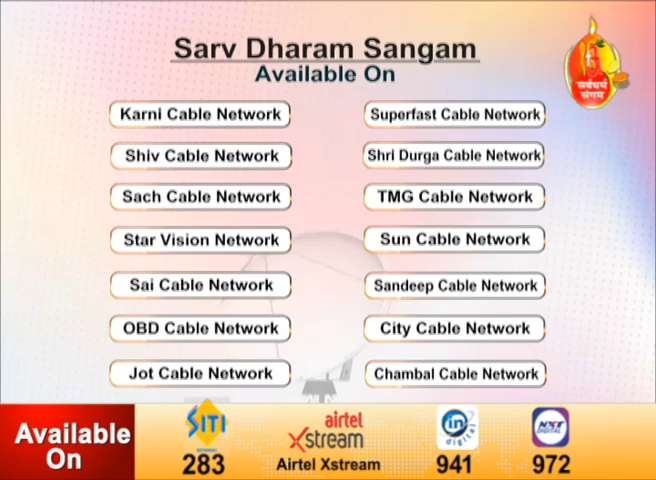 Sarv Dharam Sangam
Available On
सर्वधर्म
संगम
Karni Cable Network
Superfast Cable Network
Shiv Cable Network
Shri Durga Cable Network
Sach Cable Network
TMG Cable Network
Star Vision Network
Sun Cable Network
Sai Cable Network
Sandeep Cable Network
OBD Cable Network
City Cable Network
Jot Cable Network
Chambal Cable Network
Available
On
SITI
283
airtel
Xstream
Airtel Xstream
in
digital
941
NXT
DIGITAL
972